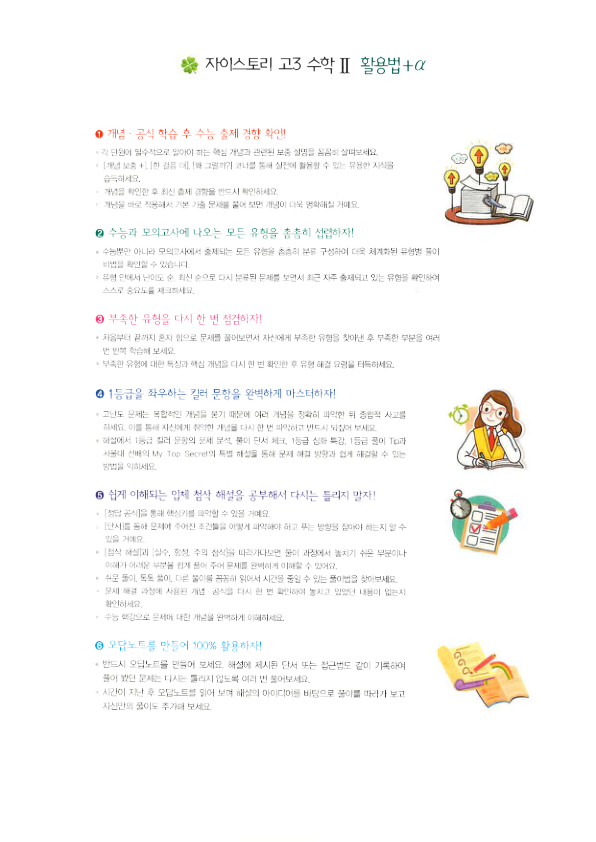 자이스토리 고3 수학 Ⅱ 활용법+α
❶ 개념·공식 학습 후 수능 출제 경향 확인!
• 각 단원에 필수적으로 알아야 하는 핵심 개념과 관련된 보충 설명을 꼼꼼히 살펴보세요.
• [개념 보충 +], [한 걸음 더], [왜 그럴까?] 코너를 통해 실전에 활용할 수 있는 유용한 지식을
습득하세요.
• 개념을 확인한 후 최신 출제 경향을 반드시 확인하세요.
• 개념을 바로 적용해서 기본 기출 문제를 풀어 보면 개념이 더욱 명확해질 거예요.
❷ 수능과 모의고사에 나오는 모든 유형을 촘촘히 섭렵하자!
• 수능뿐만 아니라 모의고사에서 출제되는 모든 유형을 촘촘히 분류 구성하여 더욱 체계화된 유형별 풀이
비법을 확인할 수 있습니다.
• 유형 안에서 난이도 순, 최신 순으로 다시 분류된 문제를 보면서 최근 자주 출제되고 있는 유형을 확인하여
스스로 중요도를 체크하세요.
❸ 부족한 유형을 다시 한 번 점검하자!
• 처음부터 끝까지 혼자 힘으로 문제를 풀어보면서 자신에게 부족한 유형을 찾아낸 후 부족한 부분을 여러
번 반복 학습해 보세요.
• 부족한 유형에 대한 특징과 핵심 개념을 다시 한 번 확인한 후 유형 해결 요령을 터득하세요.
❹ 1등급을 좌우하는 킬러 문항을 완벽하게 마스터하자!
• 고난도 문제는 복합적인 개념을 묻기 때문에 여러 개념을 정확히 파악한 뒤 종합적 사고를
하세요. 이를 통해 자신에게 취약한 개념을 다시 한 번 파악하고 반드시 되짚어 보세요.
• 해설에서 1등급 킬러 문항의 문제 분석, 풀이 단서 체크, 1등급 심화 특강, 1등급 풀이 Tip과
서울대 선배의 My Top Secret의 특별 해설을 통해 문제 해결 방향과 쉽게 해결할 수 있는
방법을 익히세요.
❺ 쉽게 이해되는 입체 첨삭 해설을 공부해서 다시는 틀리지 말자!
• [정답 공식]을 통해 핵심키를 파악할 수 있을 거예요.
• [단서]를 통해 문제에 주어진 조건들을 어떻게 파악해야 하고 푸는 방향을 잡아야 하는지 알 수
있을 거예요.
• [첨삭 해설]과 [실수, 함정, 주의 첨삭]을 따라가다보면 풀이 과정에서 놓치기 쉬운 부분이나
이해가 어려운 부분을 쉽게 풀어 주어 문제를 완벽하게 이해할 수 있어요.
• 쉬운 풀이, 톡톡 풀이, 다른 풀이를 꼼꼼히 읽어서 시간을 줄일 수 있는 풀이법을 찾아보세요.
• 문제 해결 과정에 사용된 개념·공식을 다시 한 번 확인하여 놓치고 있었던 내용이 없는지
확인하세요.
• 수능 핵강으로 문제에 대한 개념을 완벽하게 이해하세요.
❻ 오답노트를 만들어 100% 활용하자!
• 반드시 오답노트를 만들어 보세요. 해설에 제시된 단서 또는 접근법도 같이 기록하여
풀어 봤던 문제는 다시는 틀리지 않도록 여러 번 풀어보세요.
• 시간이 지난 후 오답노트를 읽어 보며 해설의 아이디어를 바탕으로 풀이를 따라가 보고
자신만의 풀이도 추가해 보세요.